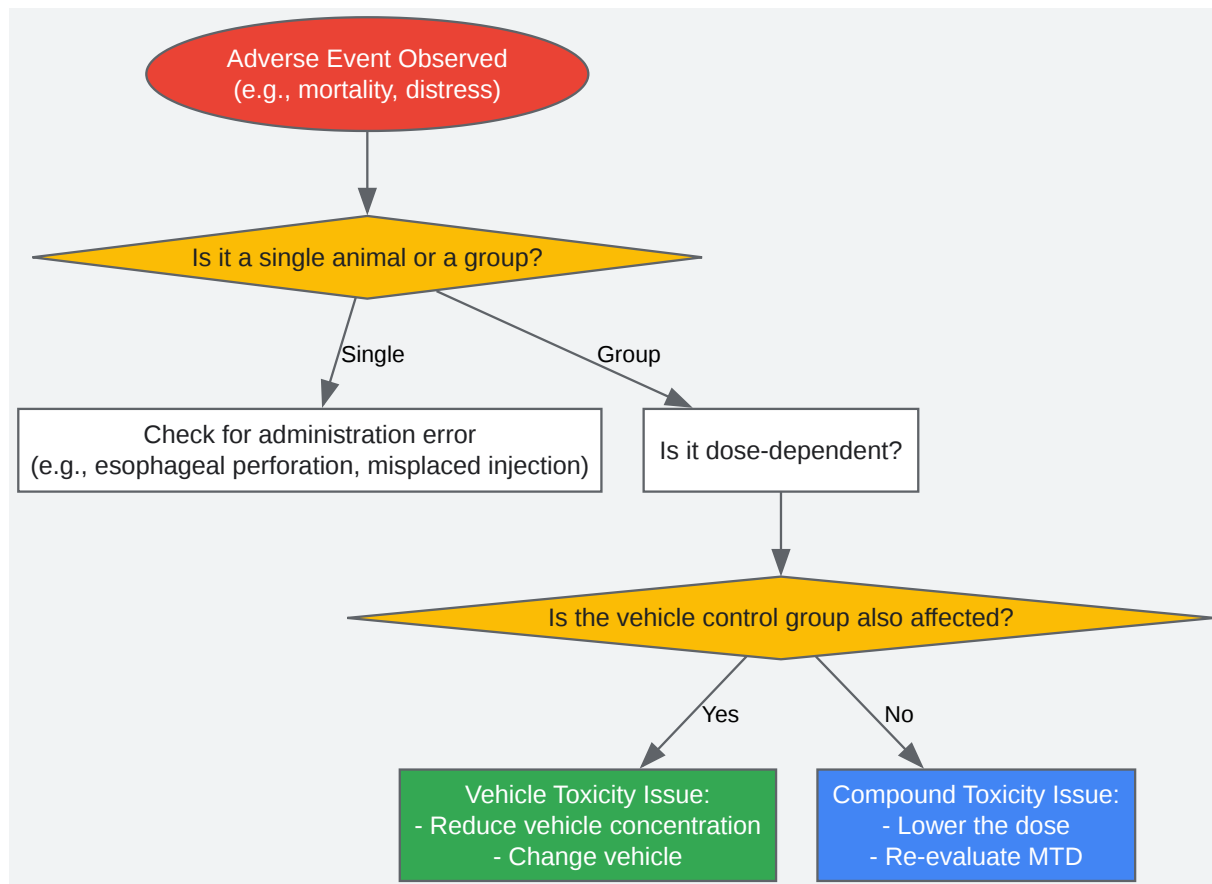 Adverse Event Observed
(e.g., mortality, distress)
Is it a single animal or a group?
Single
Group
Check for administration error
(e.g., esophageal perforation, misplaced injection)
Is it dose-dependent?
Is the vehicle control group also affected?
Yes
No
Vehicle Toxicity Issue:
- Reduce vehicle concentration
- Change vehicle
Compound Toxicity Issue:
- Lower the dose
- Re-evaluate MTD